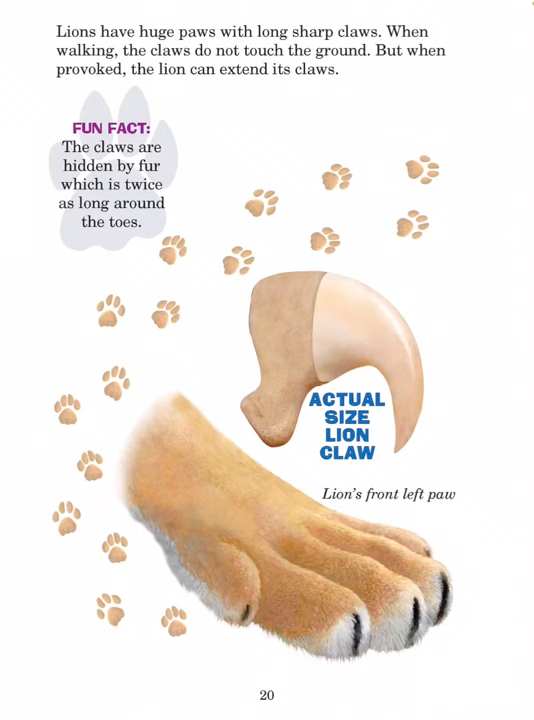 Lions have huge paws with long sharp claws. When
walking, the claws do not touch the ground. But when
provoked, the lion can extend its claws.
FUN FACT:
The claws are
hidden by fur
which is twice
as long around
the toes.
ACTUAL
SIZE
LION
CLAW
Lion's front left paw
20